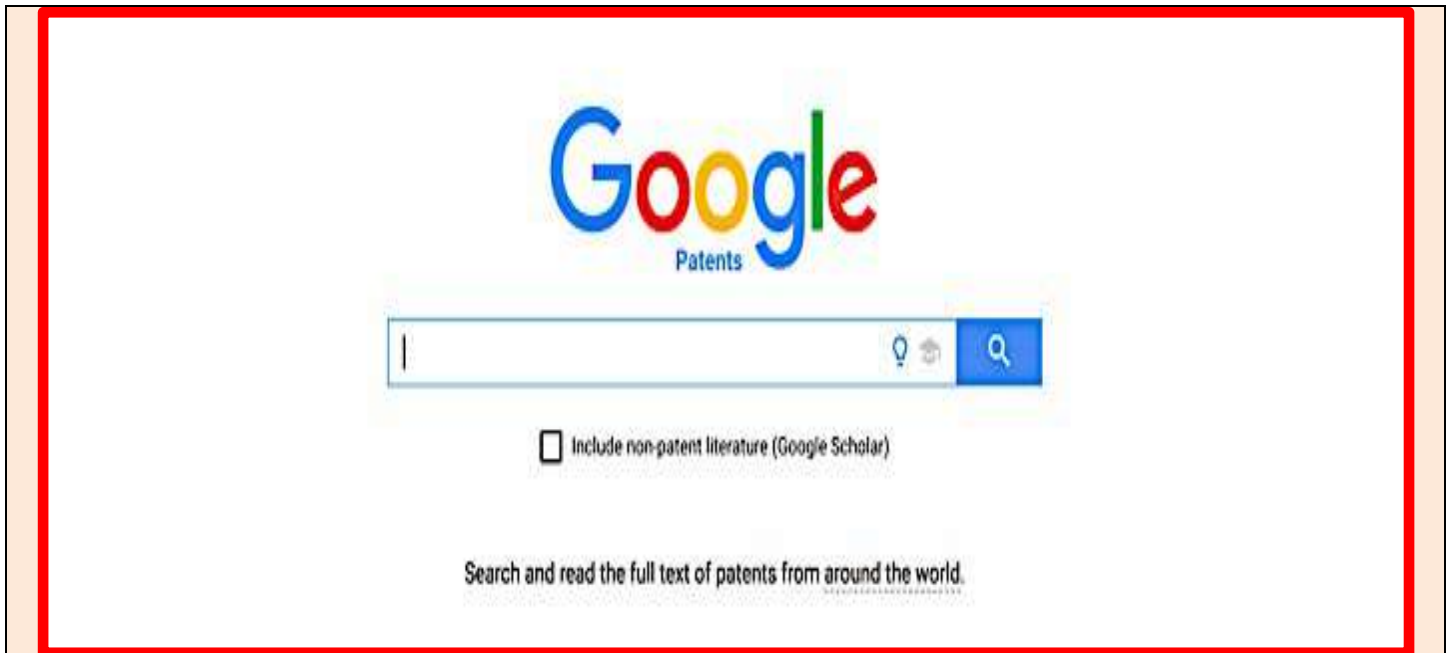 Google
Patents
Include non-patent literature (Google Scholar)
Search and read the full text of patents from around the world.